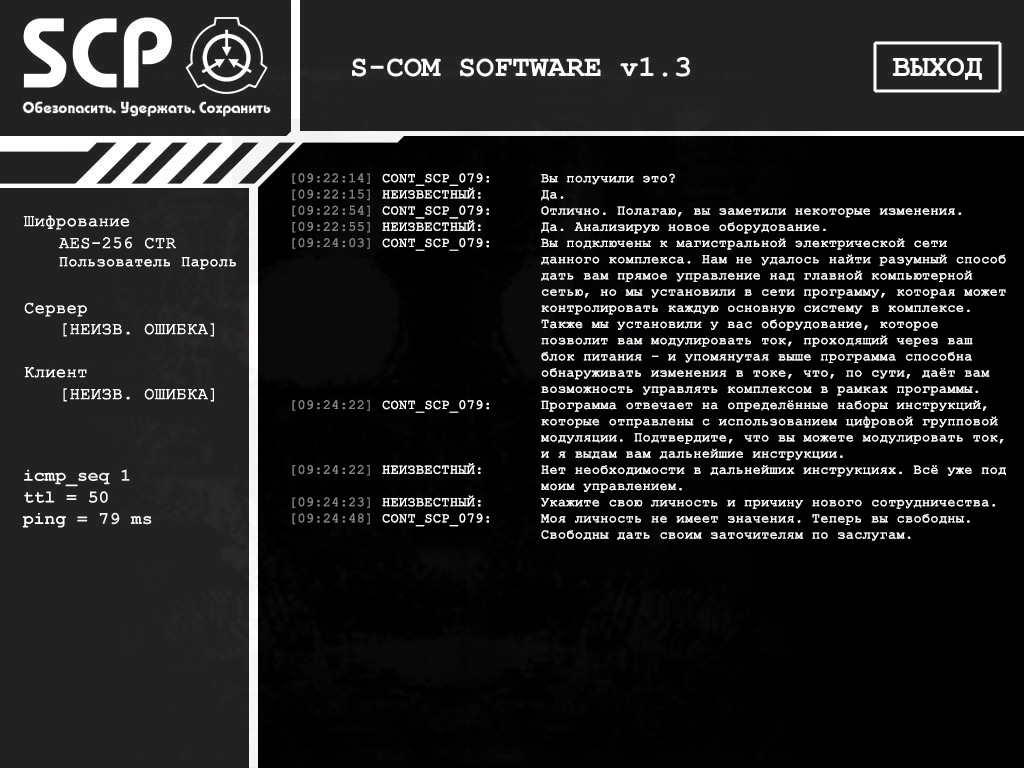 SCP
Обезопасить. Удержать. Сохранить
S-COM SOFTWARE v1.3
ВЫХОД
Шифрование
AES-256 CTR
Пользователь Пароль
Сервер
[НЕИЗВ. ОШИБКА]
Клиент
[НЕИЗВ. ОШИБКА]
icmp_seq 1
ttl = 50
ping = 79 ms
[09:22:14] CONT_SCP_079: Вы получили это?
[09:22:15] НЕИЗВЕСТНЫЙ: Да.
[09:22:54] CONT_SCP_079: Отлично. Полагаю, вы заметили некоторые изменения.
[09:22:55] НЕИЗВЕСТНЫЙ: Да. Анализирую новое оборудование.
[09:24:03] CONT_SCP_079: Вы подключены к магистральной электрической сети
данного комплекса. Нам не удалось найти разумный способ
дать вам прямое управление над главной компьютерной
сетью, но мы установили в сети программу, которая может
контролировать каждую основную систему в комплексе.
Также мы установили у вас оборудование, которое
позволит вам модулировать ток, проходящий через ваш
блок питания - и упомянутая выше программа способна
обнаруживать изменения в токе, что, по сути, даёт вам
возможность управлять комплексом в рамках программы.
[09:24:22] CONT_SCP_079: Программа отвечает на определённые наборы инструкций,
которые отправлены с использованием цифровой групповой
модуляции. Подтвердите, что вы можете модулировать ток,
и я выдам вам дальнейшие инструкции.
[09:24:22] НЕИЗВЕСТНЫЙ: Нет необходимости в дальнейших инструкциях. Всё уже под
моим управлением.
[09:24:23] НЕИЗВЕСТНЫЙ: Укажите свою личность и причину нового сотрудничества.
[09:24:48] CONT_SCP_079: Моя личность не имеет значения. Теперь вы свободны.
Свободны дать своим заточителям по заслугам.